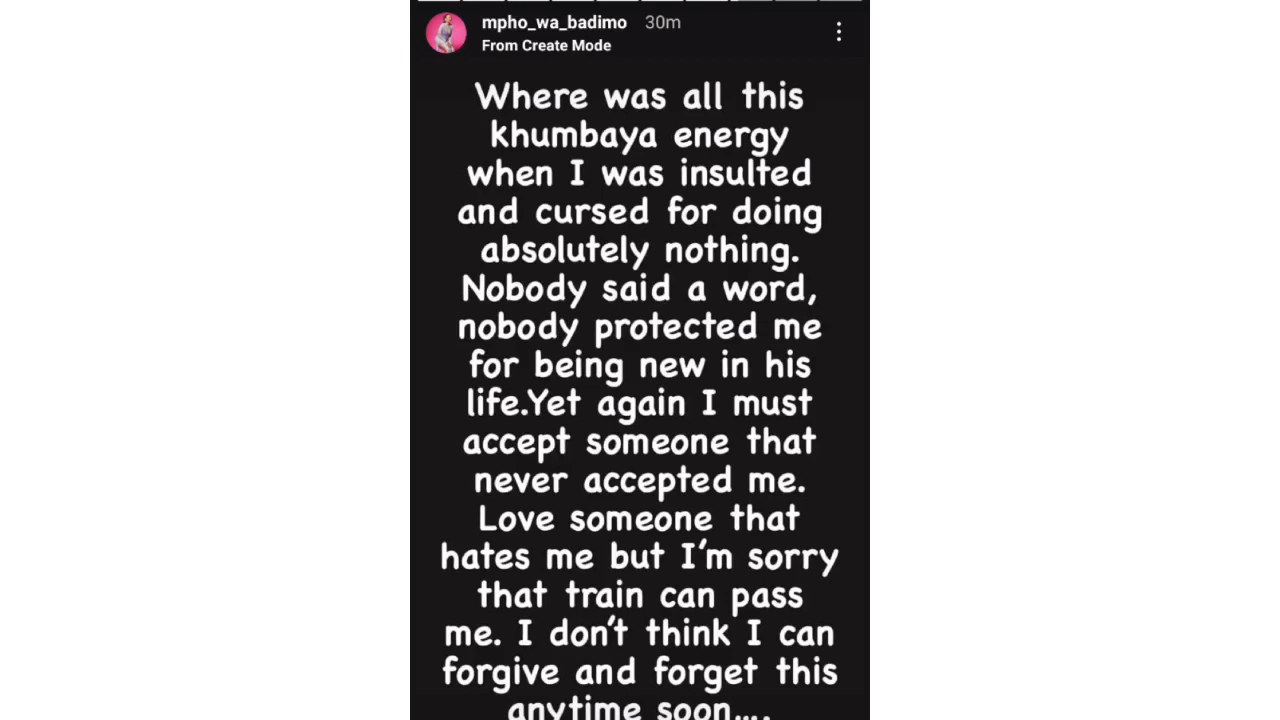 mpho_wa_badimo 30m
From Create Mode
Where was all this
khumbaya energy
when I was insulted
and cursed for doing
absolutely nothing.
Nobody said a word,
nobody protected me
for being new in his
life.Yet again I must
accept someone that
never accepted me.
Love someone that
hates me but I'm sorry
that train can pass
me. I don't think I can
forgive and forget this
anytime soon....